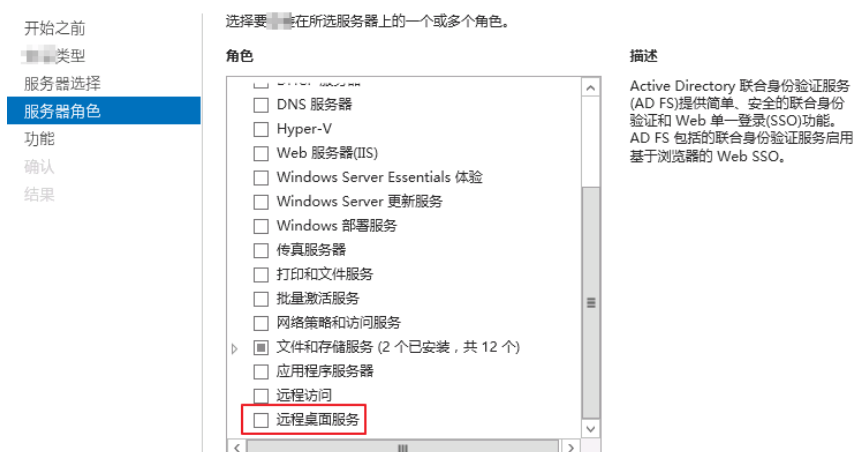 开始之前
类型
服务器选择
服务器角色
功能
确认
结果
选择要 在所选服务器上的一个或多个角色。
角色
DNS 服务器
Hyper-V
Web 服务器(IIS)
Windows Server Essentials 体验
Windows Server 更新服务
Windows 部署服务
传真服务器
打印和文件服务
批量激活服务
网络策略和访问服务
文件和存储服务 (2 个已安装，共 12 个)
应用程序服务器
远程访问
远程桌面服务
描述
Active Directory 联合身份验证服务
(AD FS)提供简单、安全的联合身份
验证和 Web 单一登录(SSO)功能。
AD FS 包括的联合身份验证服务启用
基于浏览器的 Web SSO。